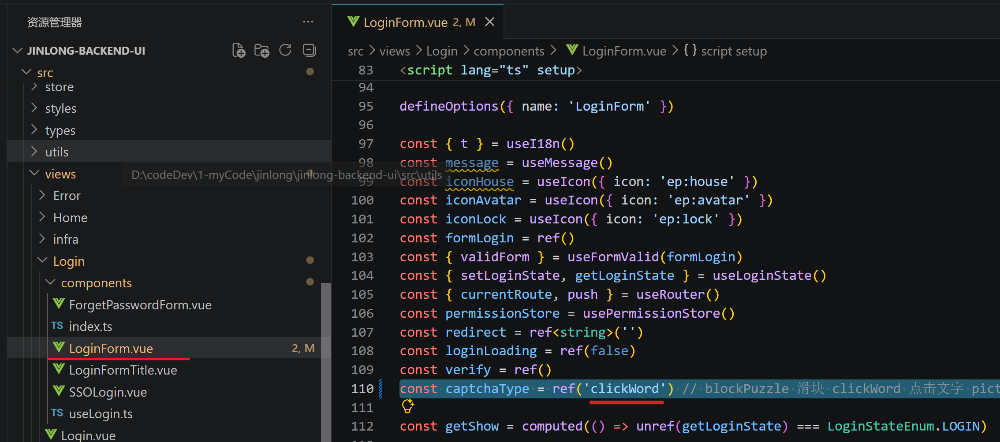 资源管理器
JINLONG-BACKEND-UI
src
store
styles
types
utils
views
D:\codeDev\1-myCode\jinlong\jinlong-backend-ui\src\utils
Error
Home
infra
Login
components
ForgetPasswordForm.vue
TS index.ts
LoginForm.vue 2, M
LoginFormTitle.vue
SSOLogin.vue
TS useLogin.ts
Login.vue
LoginForm.vue 2, M
src > views > Login > components > LoginForm.vue > {} script setup
83 <script lang="ts" setup>
94
95 defineOptions({ name: 'LoginForm' })
96
97 const { t } = useI18n()
98 const message = useMessage()
99 const iconHouse = useIcon({ icon: 'ep:house' })
100 const iconAvatar = useIcon({ icon: 'ep:avatar' })
101 const iconLock = useIcon({ icon: 'ep:lock' })
102 const formLogin = ref()
103 const { validForm } = useFormValid(formLogin)
104 const { setLoginState, getLoginState } = useLoginState()
105 const { currentRoute, push } = useRouter()
106 const permissionStore = usePermissionStore()
107 const redirect = ref<string>('')
108 const loginLoading = ref(false)
109 const verify = ref()
110 const captchaType = ref('clickWord') // blockPuzzle 滑块 clickWord 点击文字 pict
111
112 const getShow = computed(() => unref(getLoginState) === LoginStateEnum.LOGIN)